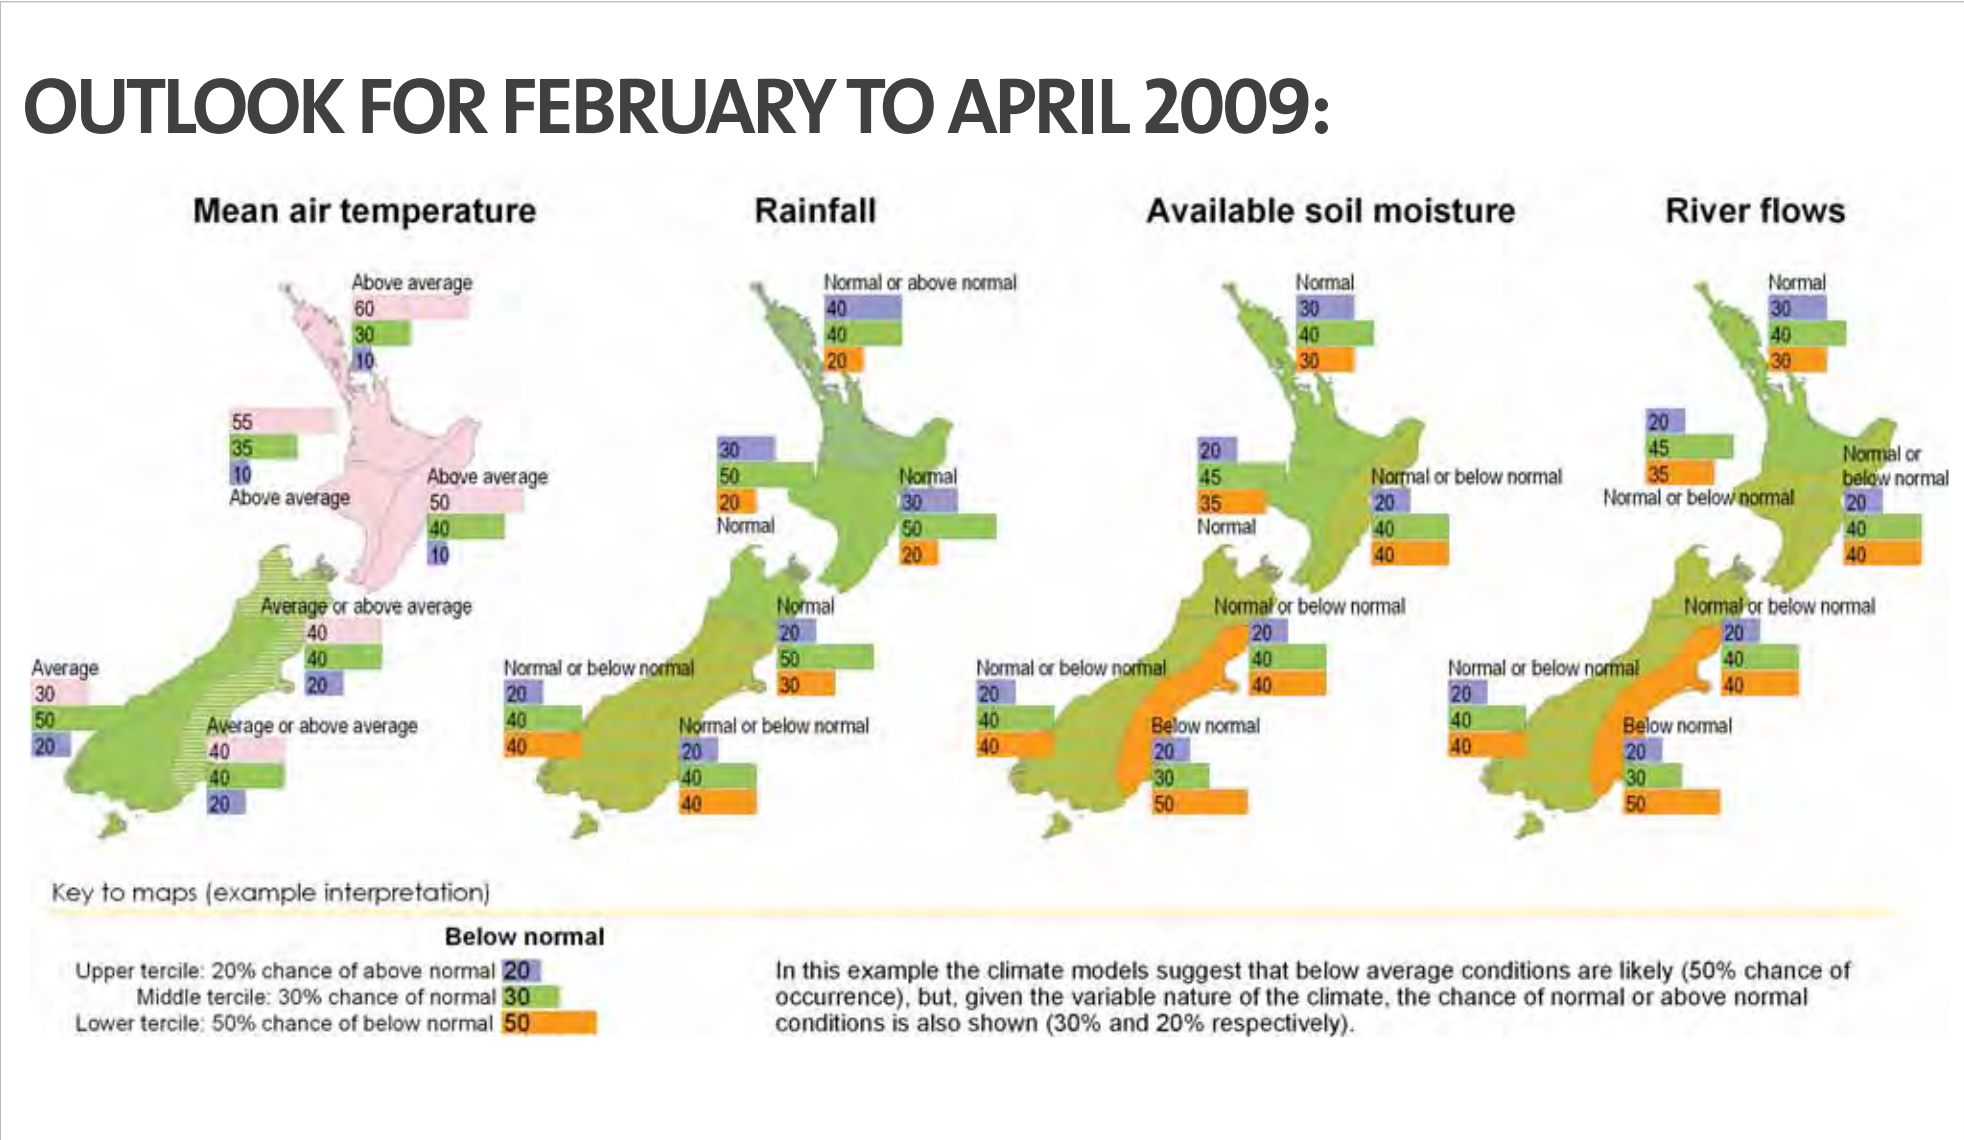 OUTLOOK FOR FEBRUARY TO APRIL 2009:
Mean air temperature
Above average
60
30
10
55
35
10
Above average
Above average
50
40
10
Average or above average
40
40
20
Average
30
50
20
Average or above average
40
40
20
Rainfall
Normal or above normal
40
40
20
30
50
20
Normal
Normal
30
50
20
Normal
20
50
30
Normal or below normal
20
40
40
Normal or below normal
20
40
40
Available soil moisture
Normal
30
40
30
20
45
35
Normal
Normal or below normal
20
40
40
Normal or below normal
20
40
40
Normal or below normal
20
40
40
Below normal
20
30
50
River flows
Normal
30
40
30
20
45
35
Normal or below normal
Normal or
below normal
20
40
40
Normal or below normal
20
40
40
Normal or below normal
20
40
40
Below normal
20
30
50
Key to maps (example interpretation)
Below normal
Upper tercile: 20% chance of above normal 20
Middle tercile: 30% chance of normal 30
Lower tercile: 50% chance of below normal 50
In this example the climate models suggest that below average conditions are likely (50% chance of
occurrence), but, given the variable nature of the climate, the chance of normal or above normal
conditions is also shown (30% and 20% respectively).